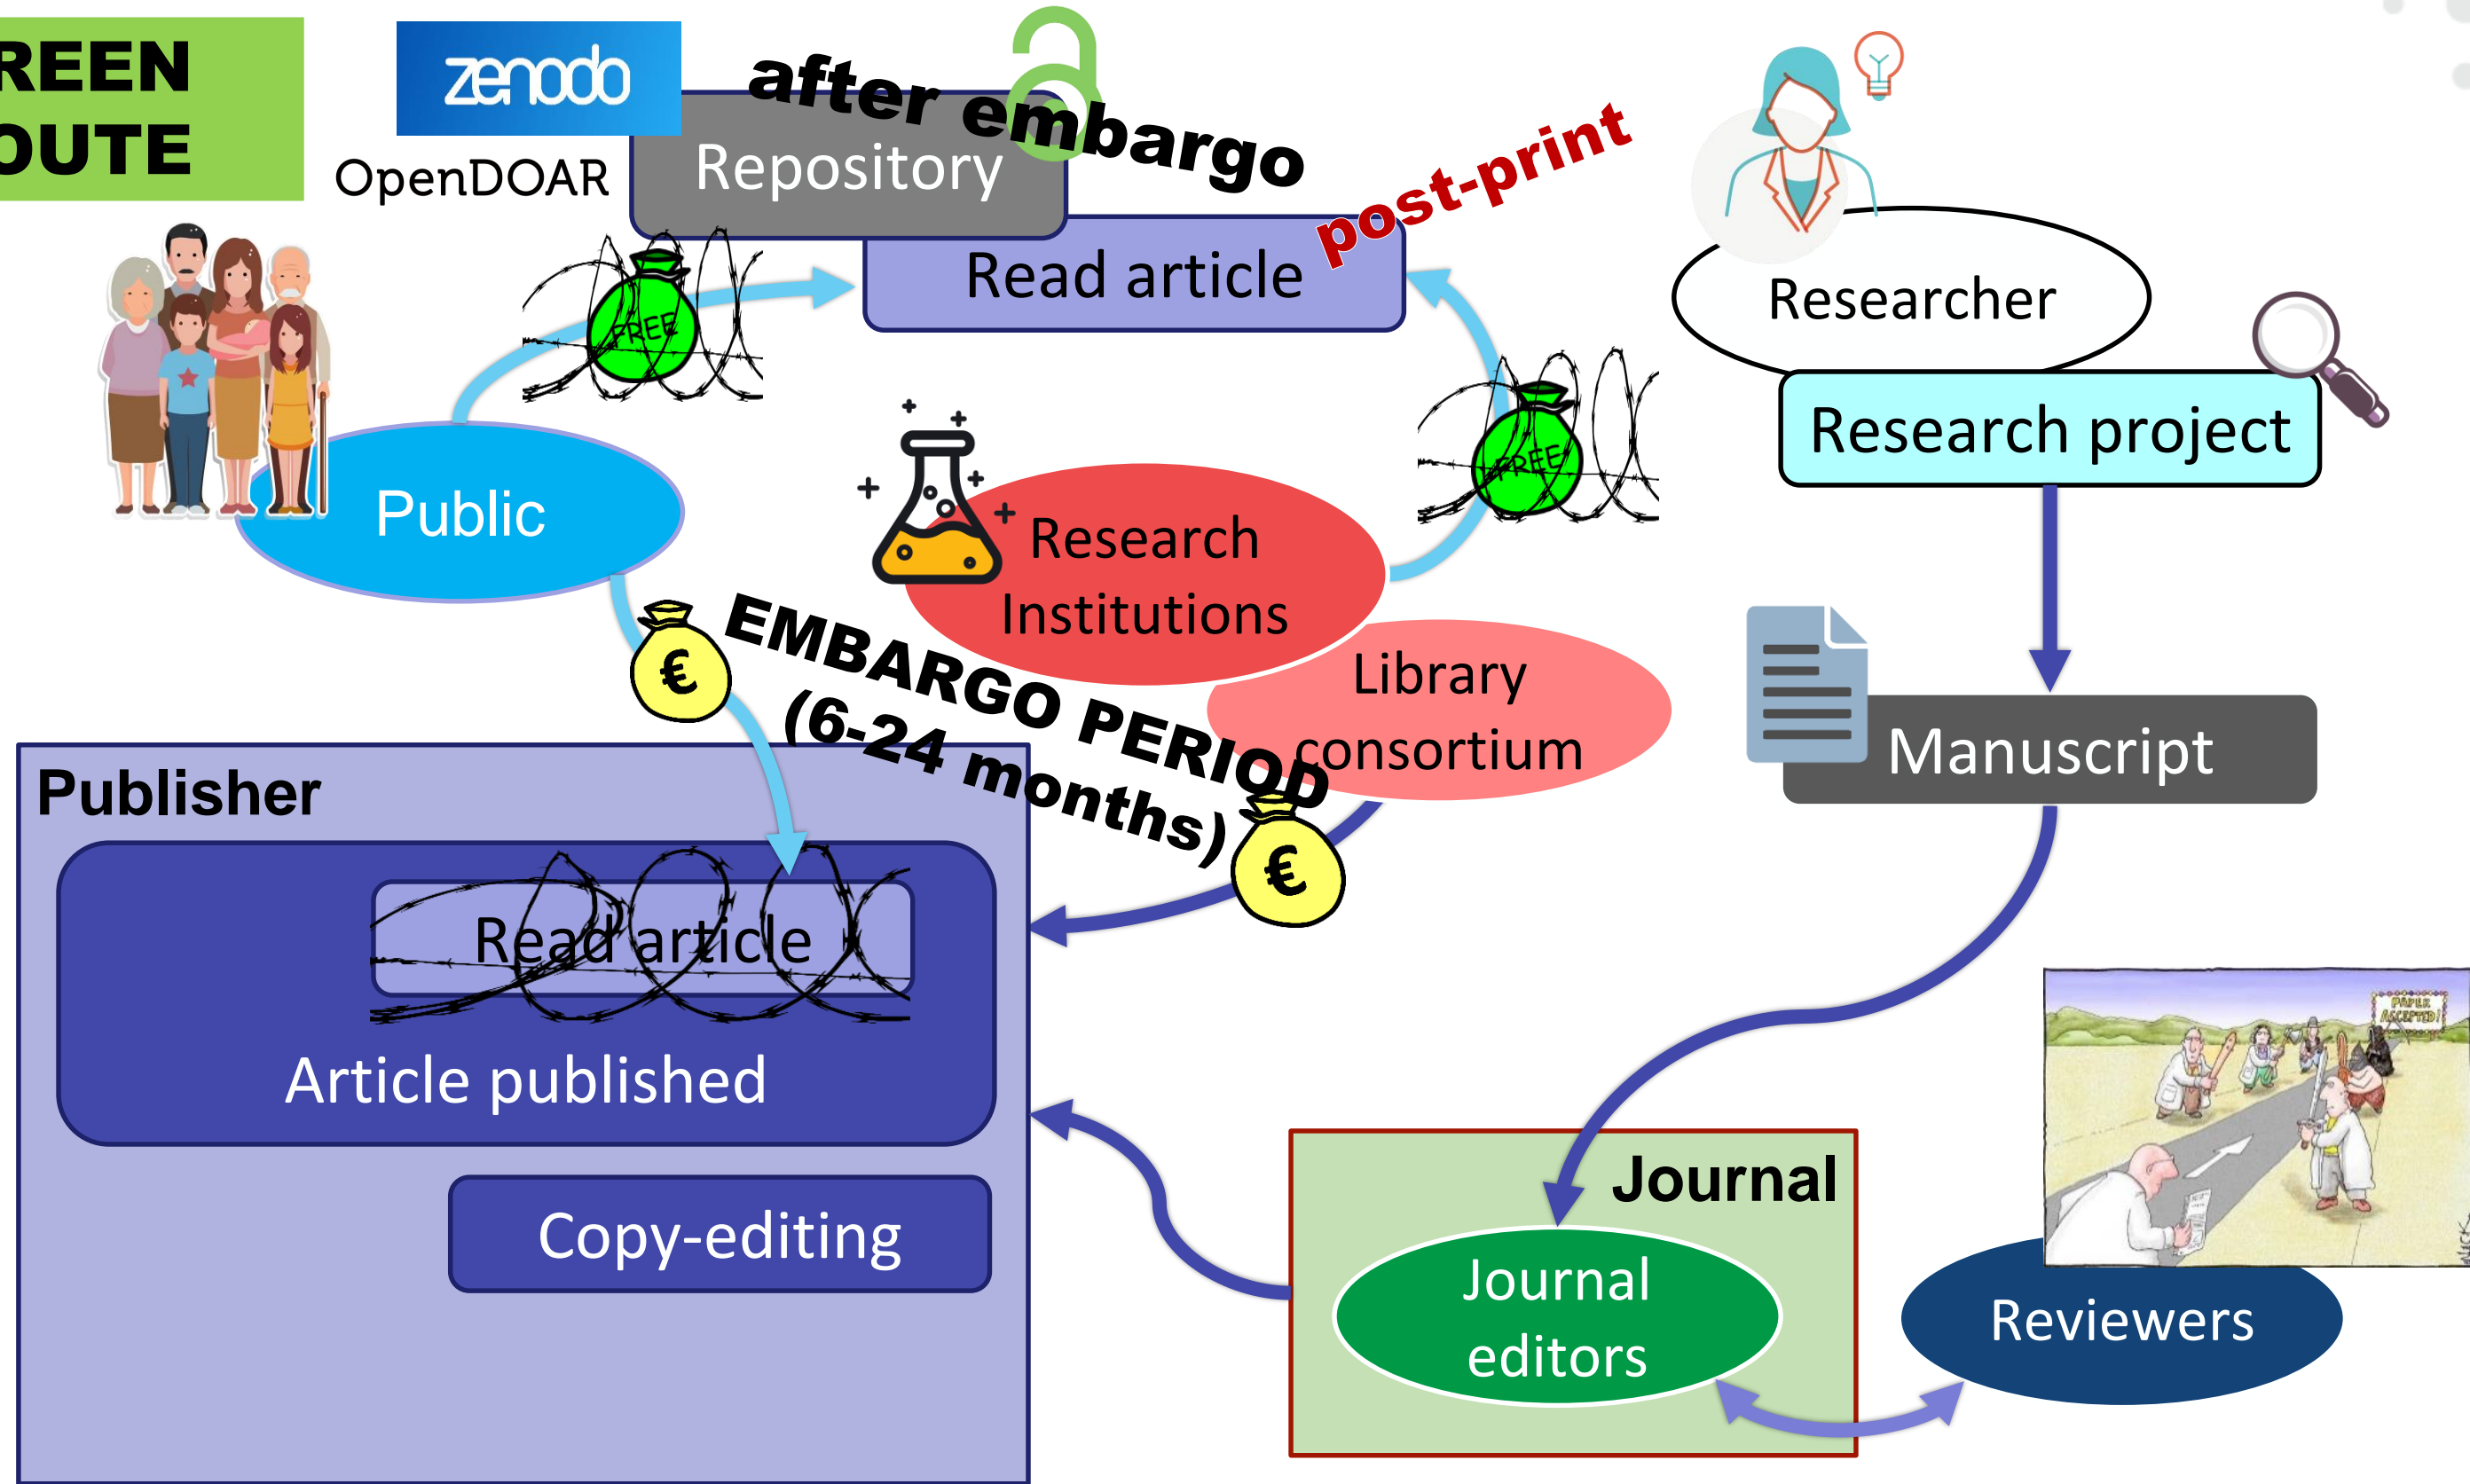 REEN
OUTE
zenodo
OpenDOAR
after embargo
Repository
post-print
Read article
FREE
Researcher
Research project
FREE
Public
Research
Institutions
Library
consortium
EMBARGO PERIOD
(6-24 months)
€
€
Manuscript
Publisher
Read article
Article published
Copy-editing
PAPER
ACCEPTED!
Journal
Journal
editors
Reviewers